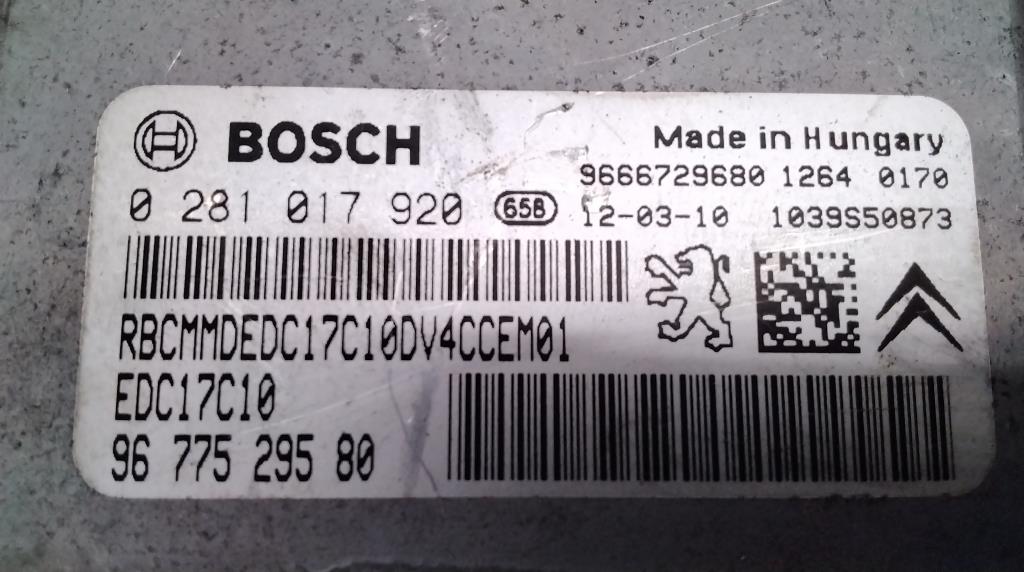 BOSCH
Made in Hungary
9666729680 1264 0170
0 281 017 920 65B 12-03-10 1039S50873
RBCMMDEDC17C10DV4CCEM01
EDC17C10
96 775 295 80